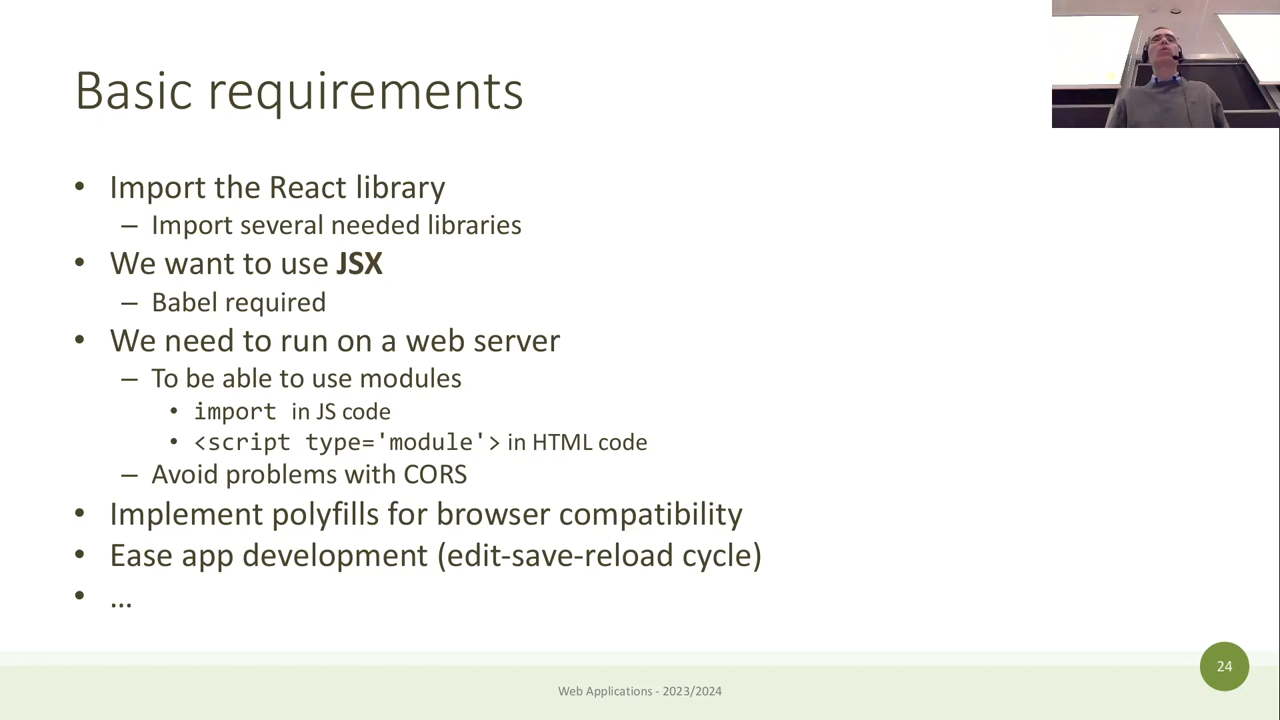 Basic requirements
• Import the React library
– Import several needed libraries
• We want to use JSX
– Babel required
• We need to run on a web server
– To be able to use modules
• import in JS code
• <script type='module'> in HTML code
– Avoid problems with CORS
• Implement polyfills for browser compatibility
• Ease app development (edit-save-reload cycle)
• …
24
Web Applications - 2023/2024